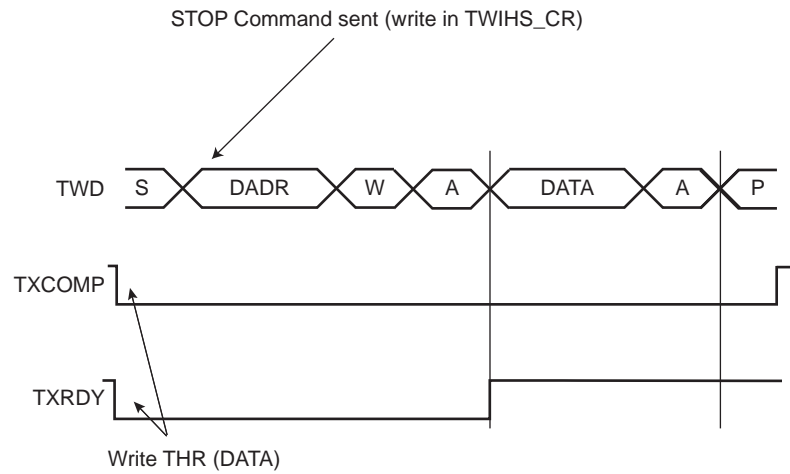 STOP Command sent (write in TWIHS_CR)
TWD S DADR W A DATA A P
TXCOMP
TXRDY
Write THR (DATA)